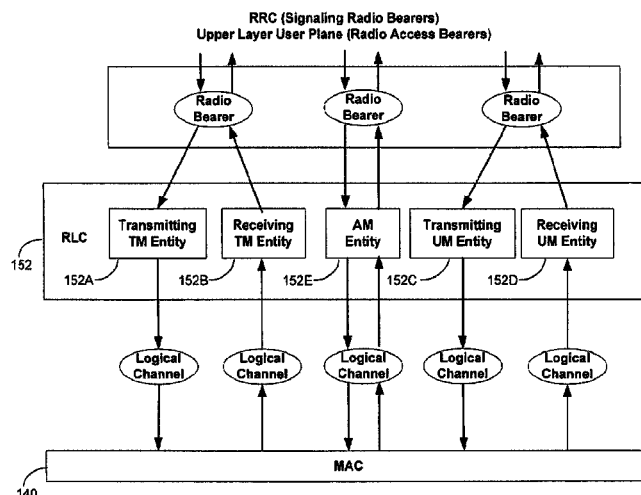 RRC (Signaling Radio Bearers)
Upper Layer User Plane (Radio Access Bearers)
Radio
Bearer
Radio
Bearer
Radio
Bearer
RLC
Transmitting
TM Entity
Receiving
TM Entity
AM
Entity
Transmitting
UM Entity
Receiving
UM Entity
152
152A
152B
152E
152C
152D
Logical
Channel
Logical
Channel
Logical
Channel
Logical
Channel
Logical
Channel
MAC
140